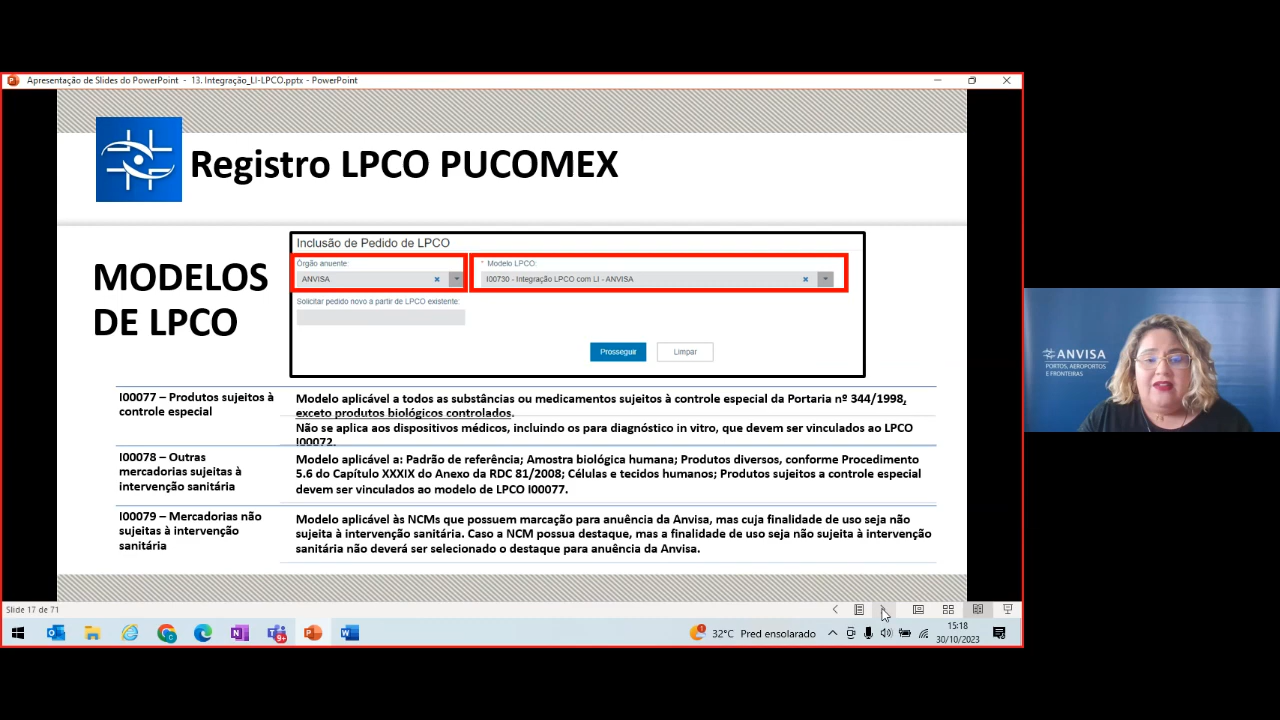 Apresentação de Slides do PowerPoint - 13. Integração_LI-LPCO.pptx - PowerPoint
Registro LPCO PUCOMEX
MODELOS
DE LPCO
Inclusão de Pedido de LPCO
Órgão anuente:
* Modelo LPCO:
ANVISA
I00730 - Integração LPCO com LI - ANVISA
Solicitar pedido novo a partir de LPCO existente:
Prosseguir
Limpar
I00077 – Produtos sujeitos à
controle especial
Modelo aplicável a todos as substâncias ou medicamentos sujeitos à controle especial da Portaria nº 344/1998,
exceto produtos biológicos controlados.
Não se aplica aos dispositivos médicos, incluindo os para diagnóstico in vitro, que devem ser vinculados ao LPCO
I00072.
I00078 – Outras
mercadorias sujeitas à
intervenção sanitária
Modelo aplicável a: Padrão de referência; Amostra biológica humana; Produtos diversos, conforme Procedimento
5.6 do Capítulo XXXIX do Anexo da RDC 81/2008; Células e tecidos humanos; Produtos sujeitos a controle especial
devem ser vinculados ao modelo de LPCO I00077.
I00079 – Mercadorias não
sujeitas à intervenção
sanitária
Modelo aplicável às NCMs que possuem marcação para anuência da Anvisa, mas cuja finalidade de uso seja não
sujeita à intervenção sanitária. Caso a NCM possua destaque, mas a finalidade de uso seja não sujeita à intervenção
sanitária não deverá ser selecionado o destaque para anuência da Anvisa.
ANVISA
PORTOS, AEROPORTOS
E FRONTEIRAS
Slide 17 de 71
9+
32°C Pred ensolarado
15:18
30/10/2023